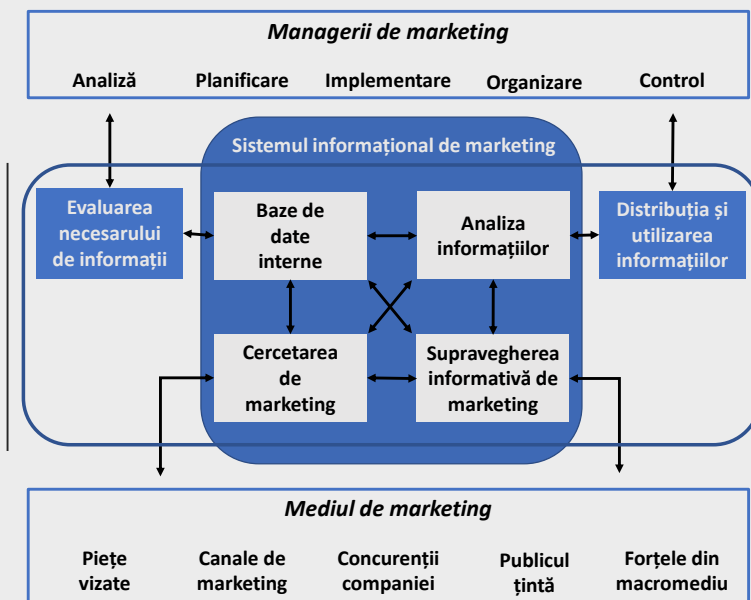 Managerii de marketing
Analiză Planificare Implementare Organizare Control
Sistemul informațional de marketing
Evaluarea
necesarului
de informații
Baze de
date
interne
Analiza
informațiilor
Distribuția și
utilizarea
informațiilor
Cercetarea
de
marketing
Supravegherea
informativă de
marketing
Mediul de marketing
Piețe
vizate
Canale de
marketing
Concurenții
companiei
Publicul
țintă
Forțele din
macromediu